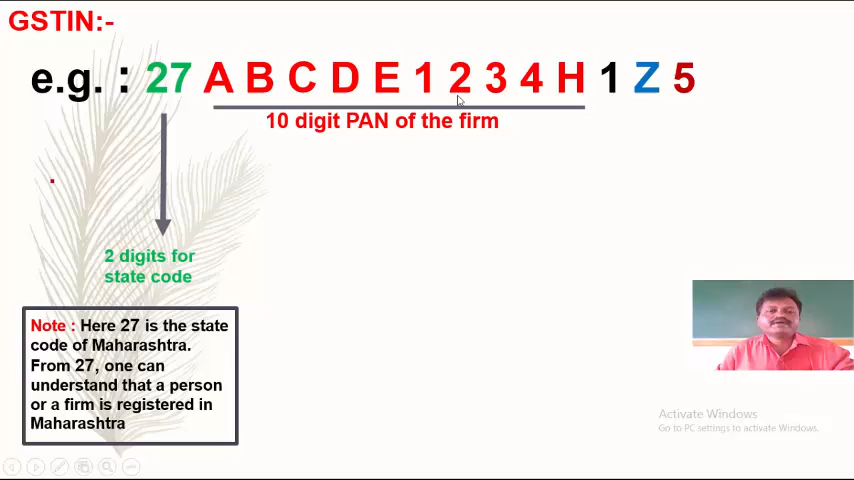 GSTIN:-
e.g. : 27 A B C D E 1 2 3 4 H 1 Z 5
10 digit PAN of the firm
2 digits for
state code
Note : Here 27 is the state
code of Maharashtra.
From 27, one can
understand that a person
or a firm is registered in
Maharashtra
Activate Windows
Go to PC settings to activate Windows.